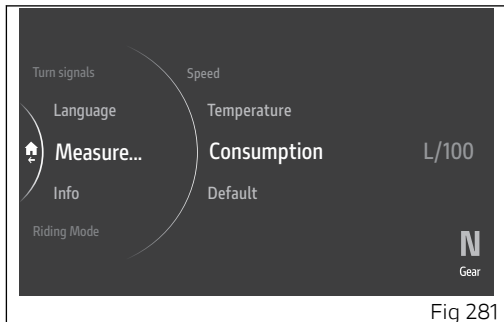 Turn signals
Language
Measure...
Info
Riding Mode
Speed
Temperature
Consumption L/100
Default
N
Gear
Fig 281